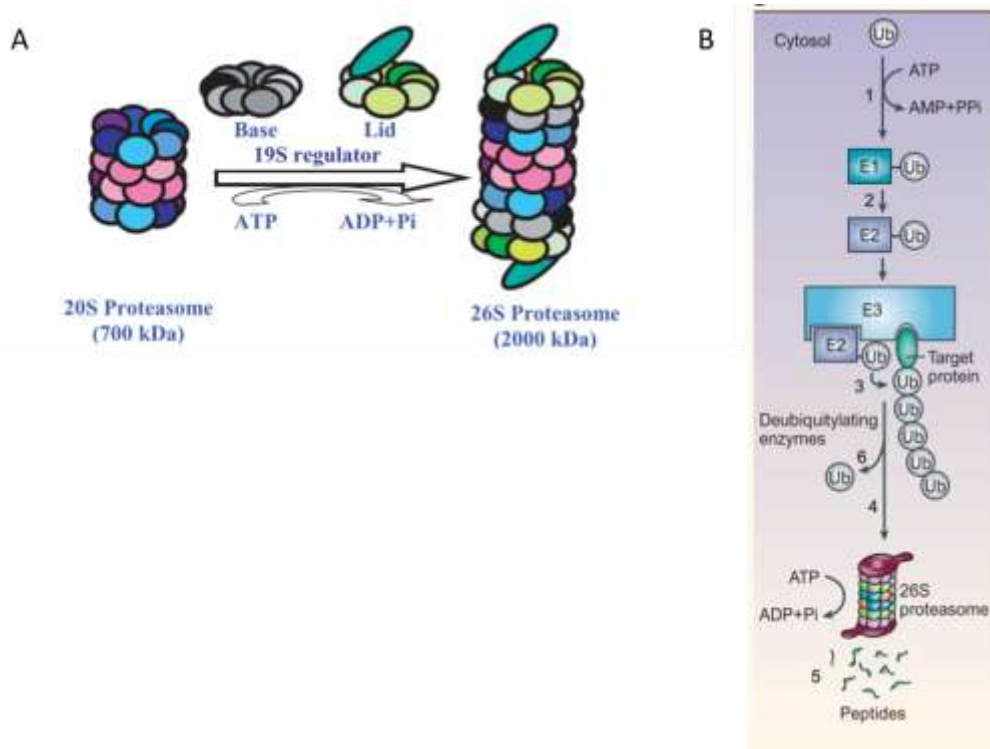 A
Base
Lid
19S regulator
ATP
ADP+Pi
20S Proteasome
(700 kDa)
26S Proteasome
(2000 kDa)
B
Cytosol
Ub
ATP
1
AMP+PPi
E1
Ub
2
E2
Ub
E3
E2
Ub
Target
protein
3
Ub
Ub
Deubiquitylating
enzymes
Ub
Ub
Ub
6
Ub
4
ATP
26S
proteasome
ADP+Pi
5
Peptides